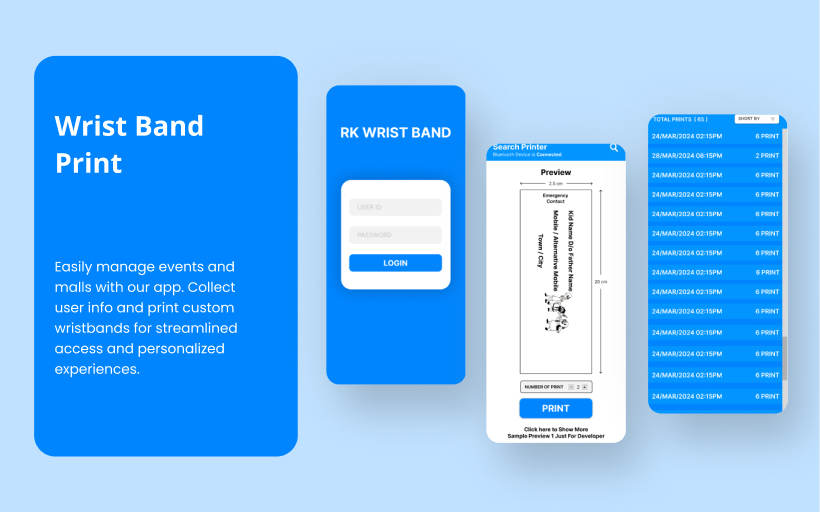 Wrist Band
Print
Easily manage events and
malls with our app. Collect
user info and print custom
wristbands for streamlined
access and personalized
experiences.
RK WRIST BAND
USER ID
PASSWORD
LOGIN
Search Printer
Bluetooth Device is Connected
Preview
2.5 cm
Emergency
Contact
Kid Name D/o Father Name
Mobile / Alternative Mobile
Town / City
20 cm
NUMBER OF PRINT - 2 +
PRINT
Click here to Show More
Sample Preview 1 Just For Developer
TOTAL PRINTS ( 65 ) SHORT BY
24/MAR/2024 02:15PM 6 PRINT
28/MAR/2024 08:15PM 2 PRINT
24/MAR/2024 02:15PM 6 PRINT
24/MAR/2024 02:15PM 6 PRINT
24/MAR/2024 02:15PM 6 PRINT
24/MAR/2024 02:15PM 6 PRINT
24/MAR/2024 02:15PM 6 PRINT
24/MAR/2024 02:15PM 6 PRINT
24/MAR/2024 02:15PM 6 PRINT
24/MAR/2024 02:15PM 6 PRINT
24/MAR/2024 02:15PM 6 PRINT
24/MAR/2024 02:15PM 6 PRINT
24/MAR/2024 02:15PM 6 PRINT
24/MAR/2024 02:15PM 6 PRINT